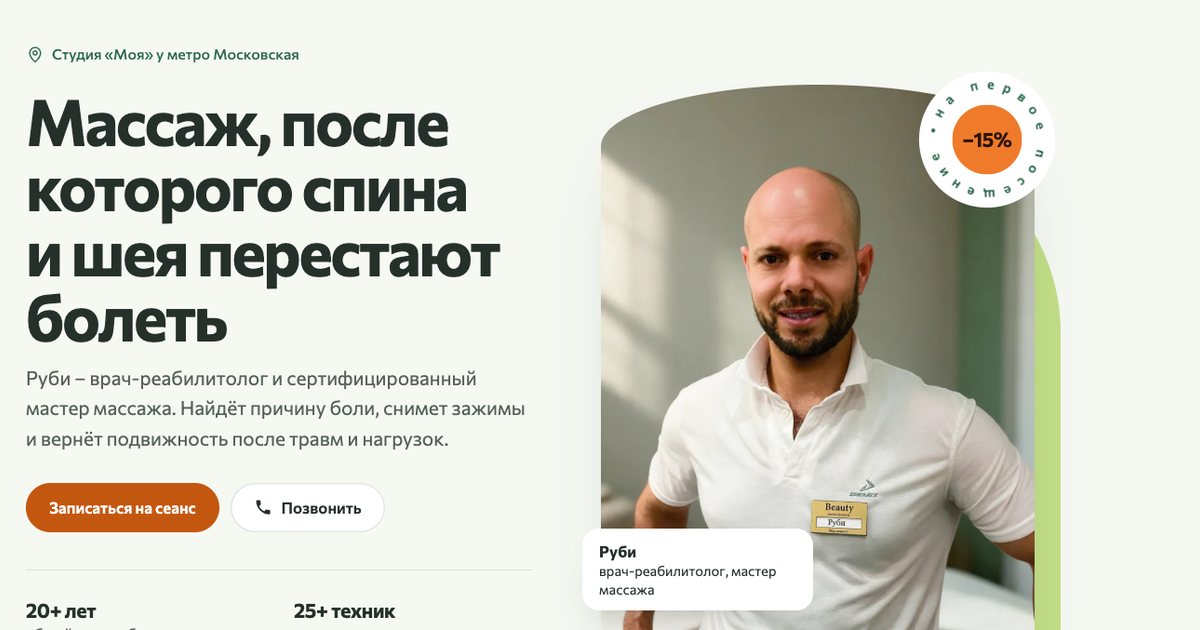 Студия «Моя» у метро Московская
Массаж, после
которого спина
и шея перестают
болеть
Руби – врач-реабилитолог и сертифицированный
мастер массажа. Найдёт причину боли, снимет зажимы
и вернёт подвижность после травм и нагрузок.
Записаться на сеанс
Позвонить
20+ лет
25+ техник
на первое посещение •
–15%
Beauty
Руби
Руби
врач-реабилитолог, мастер
массажа